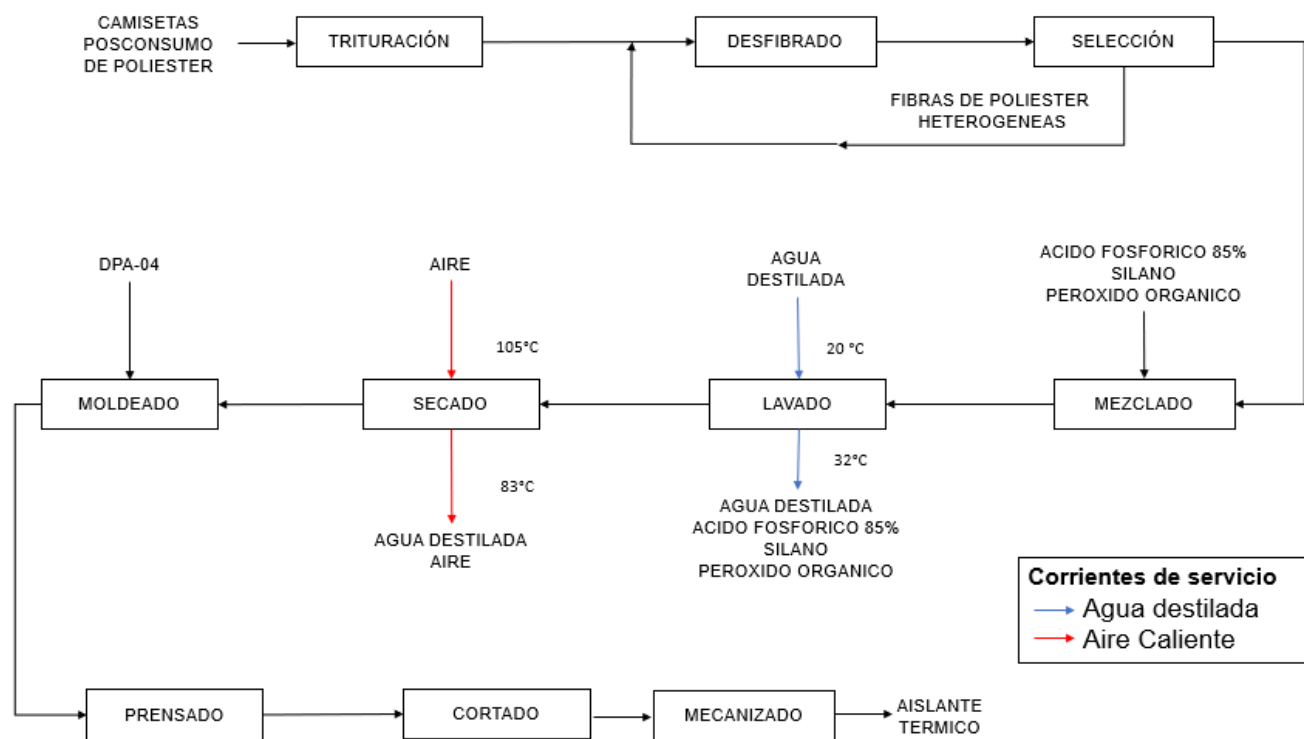 CAMISETAS
POSCONSUMO
DE POLIESTER
TRITURACIÓN
DESFIBRADO
SELECCIÓN
FIBRAS DE POLIESTER
HETEROGENEAS
DPA-04
AIRE
AGUA
DESTILADA
ACIDO FOSFORICO 85%
SILANO
PEROXIDO ORGANICO
105°C
20 °C
MOLDEADO
SECADO
LAVADO
MEZCLADO
83°C
32°C
AGUA DESTILADA
AIRE
AGUA DESTILADA
ACIDO FOSFORICO 85%
SILANO
PEROXIDO ORGANICO
Corrientes de servicio
Agua destilada
Aire Caliente
PRENSADO
CORTADO
MECANIZADO
AISLANTE
TERMICO